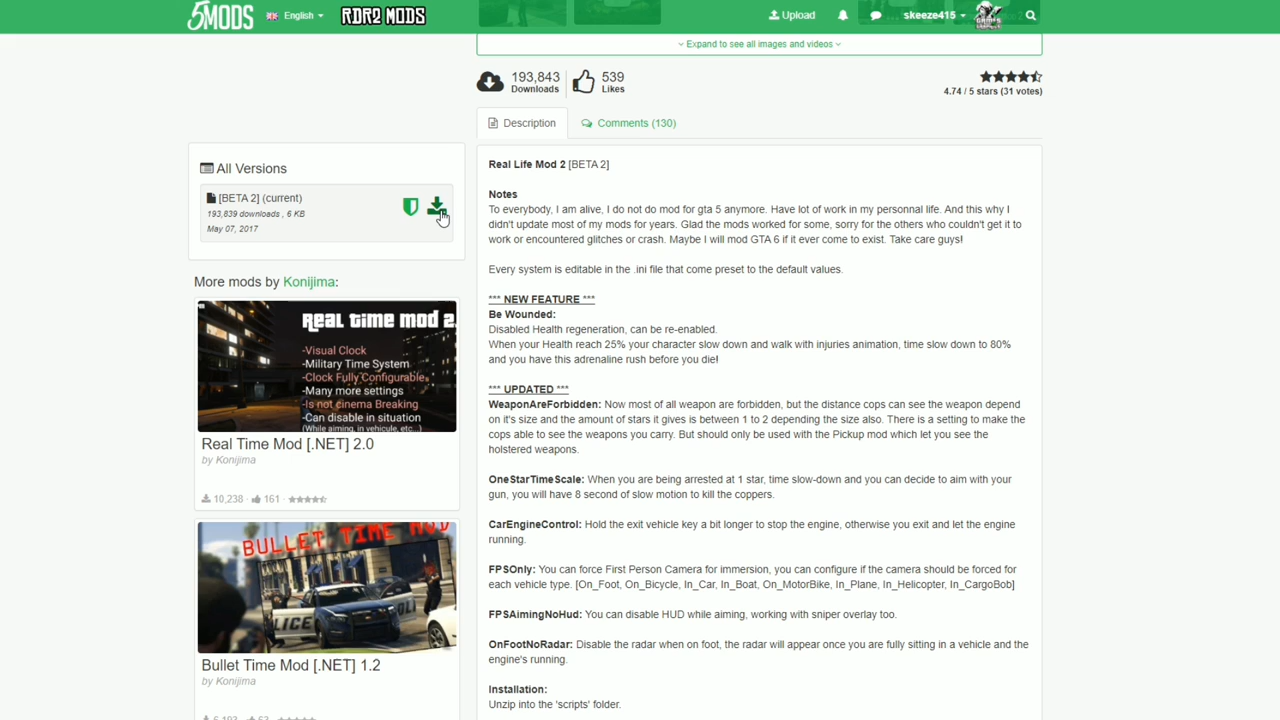 5MODS
English
RDR2 MODS
Upload
skeeze415
Expand to see all images and videos
193,843
Downloads
539
Likes
4.74 / 5 stars (31 votes)
Description
Comments (130)
All Versions
[BETA 2] (current)
193,839 downloads , 6 KB
May 07, 2017
More mods by Konijima:
Real time mod 2.
-Visual Clock
-Military Time System
-Clock Fully Configurable
-Many more settings
-Is not cinema Breaking
-Can disable in situation
(While aiming, in vehicule, etc...)
Real Time Mod [.NET] 2.0
by Konijima
10,238 · 161 ·
BULLET TIME MOD
Bullet Time Mod [.NET] 1.2
by Konijima
6,193 · 53 ·
Real Life Mod 2 [BETA 2]
Notes
To everybody, I am alive, I do not do mod for gta 5 anymore. Have lot of work in my personnal life. And this why I
didn't update most of my mods for years. Glad the mods worked for some, sorry for the others who couldn't get it to
work or encountered glitches or crash. Maybe I will mod GTA 6 if it ever come to exist. Take care guys!
Every system is editable in the .ini file that come preset to the default values.
*** NEW FEATURE ***
Be Wounded:
Disabled Health regeneration, can be re-enabled.
When your Health reach 25% your character slow down and walk with injuries animation, time slow down to 80%
and you have this adrenaline rush before you die!
*** UPDATED ***
WeaponAreForbidden: Now most of all weapon are forbidden, but the distance cops can see the weapon depend
on it's size and the amount of stars it gives is between 1 to 2 depending the size also. There is a setting to make the
cops able to see the weapons you carry. But should only be used with the Pickup mod which let you see the
holstered weapons.
OneStarTimeScale: When you are being arrested at 1 star, time slow-down and you can decide to aim with your
gun, you will have 8 second of slow motion to kill the coppers.
CarEngineControl: Hold the exit vehicle key a bit longer to stop the engine, otherwise you exit and let the engine
running.
FPSOnly: You can force First Person Camera for immersion, you can configure if the camera should be forced for
each vehicle type. [On_Foot, On_Bicycle, In_Car, In_Boat, On_MotorBike, In_Plane, In_Helicopter, In_CargoBob]
FPSAimingNoHud: You can disable HUD while aiming, working with sniper overlay too.
OnFootNoRadar: Disable the radar when on foot, the radar will appear once you are fully sitting in a vehicle and the
engine's running.
Installation:
Unzip into the 'scripts' folder.